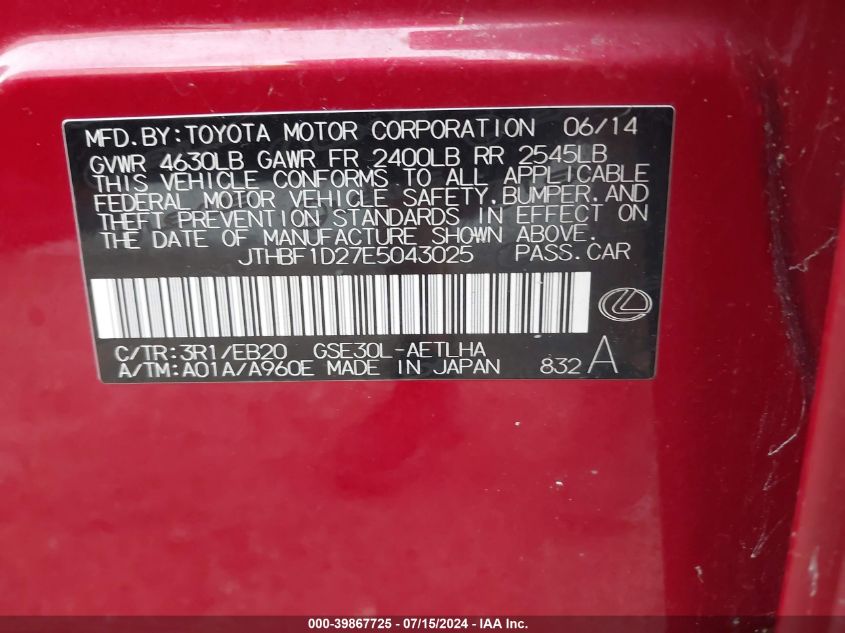 MFD.BY:TOYOTA MOTOR CORPORATION 06/14
GVWR 4630LB GAWR FR 2400LB RR 2545LB
THIS VEHICLE CONFORMS TO ALL APPLICABLE
FEDERAL MOTOR VEHICLE SAFETY,BUMPER,AND
THEFT PREVENTION STANDARDS IN EFFECT ON
THE DATE OF MANUFACTURE SHOWN ABOVE.
JTHBF1D27E5043025 PASS.CAR
C/TR:3R1/EB20 GSE30L-AETLHA
A/TM:A01A/A960E MADE IN JAPAN 832 A
000-39867725 - 07/15/2024 - IAA, Inc.